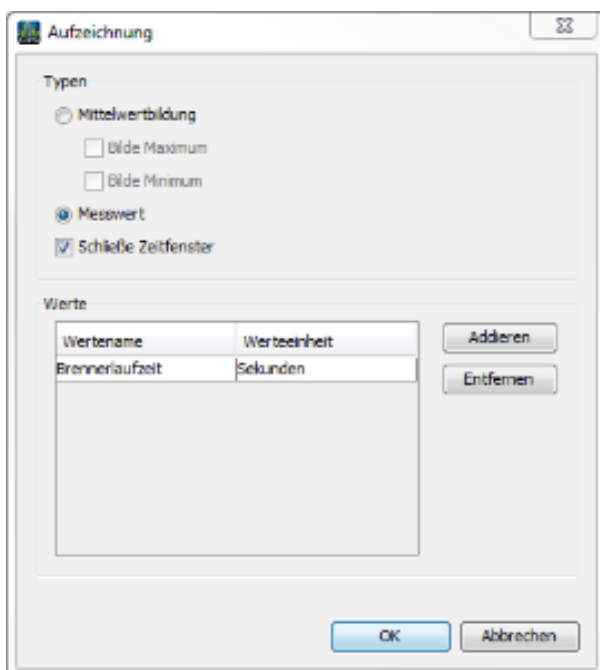 Aufzeichnung
Typen
Mittelwertbildung
Bilde Maximum
Bilde Minimum
Messwert
Schließe Zeitfenster
Werte
Wertename Werteeinheit
Brennerlaufzeit Sekunden
Addieren
Entfernen
OK Abbrechen